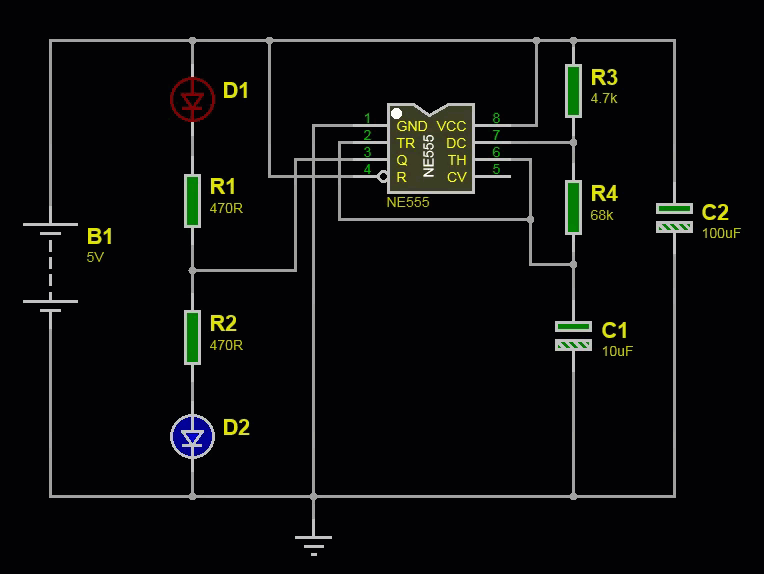 D1
R3
4.7k
1
GND
VCC
8
2
TR
DC
7
3
Q
TH
6
4
R
CV
5
NE555
NE555
R1
470R
R4
68k
B1
5V
C2
100uF
R2
470R
C1
10uF
D2